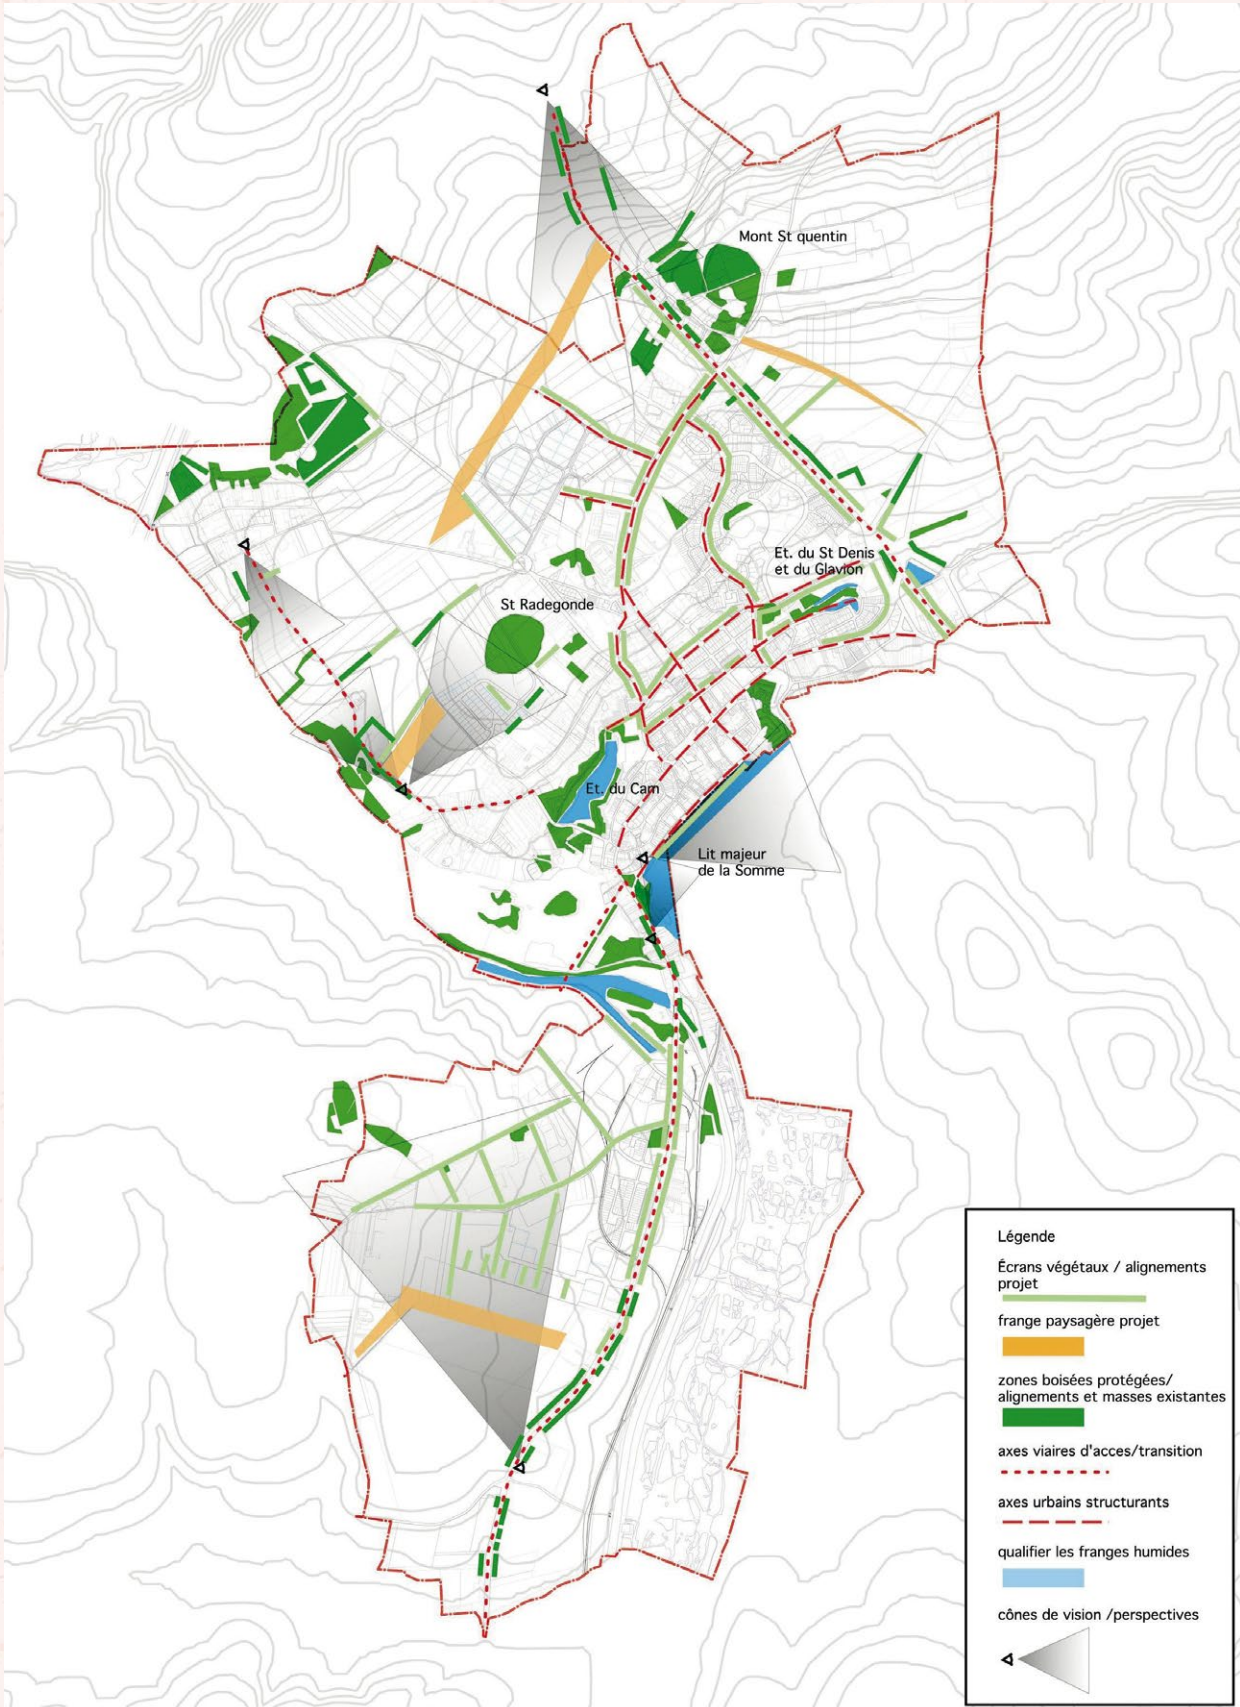 Mont St quentin
Et. du St Denis
et du Glavion
St Radegonde
Et. du Cam
Lit majeur
de la Somme
Légende
Écrans végétaux / alignements
projet
frange paysagère projet
zones boisées protégées/
alignements et masses existantes
axes viaires d'acces/transition
axes urbains structurants
qualifier les franges humides
cônes de vision /perspectives